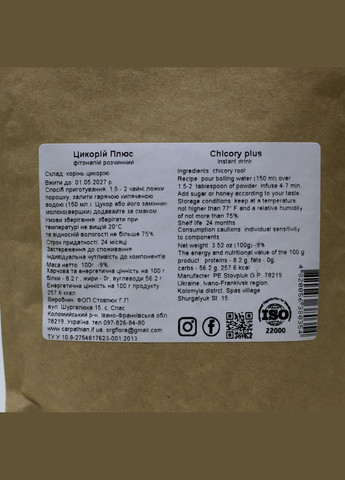 Цикорій Плюс
фітонапій розчинний
Склад: корінь цикорію
Вжити до: 01.05.2027 р
Спосіб приготування: 1.5 - 2 чайні ложки
порошку, залити гарячою кипяченою
водою (150 мл.) Цукор або його замінник
молоко(вершки) додавайте за смаком
Умови зберігання: зберігати при
температурі не вищій 20°С
та відносній вологості не більше 75%
Строк придатності: 24 місяці
Застереження до споживання:
індивідуальна чутливість до компонентів
Маса нетто: 100г -9%
Харчова та енергетична цінність на 100 г
білки - 8.2 г, жири - 0г, вуглеводи 56.2 г
Енергетична цінність на 100 г продукту
257.6 ккал
Виробник: ФОП Стовпюк Г.П
вул. Шургалюка 15, с. Спас,
Коломийський р-н, Івано-Франківська обл.
Україна тел: 097-826-84-80
www.carpathian.if.ua, orgflora@gmail.com
ТУ У 10.8-2754817623-001:2013
Chicory plus
instant drink
Ingredients: chicory root
Recipe: pour boiling water (150 ml) over
1.5-2 tablespoon of powder infuse 4-7 min.
Add sugar or honey according to your taste
Storage conditions: keep at a temperature
not higher than 77° F and a relative humidity
of not more than 75%
Shelf life: 24 months
Consumption cautions: individual sensitivity
to components
Net weight 3.52 oz (100g)-9%
The energy and nutritional value of the 100 g
product: proteins - 8.2 g, fats - 0g,
carbs - 56.2 g. 257.6 kcal
Manufacter: PE Stovpiuk G.P. 78219
Ukraine, Ivano-Frankivsk region.
Kolomyia district. Spas village
Shurgalyuk St. 15
ISO
22000